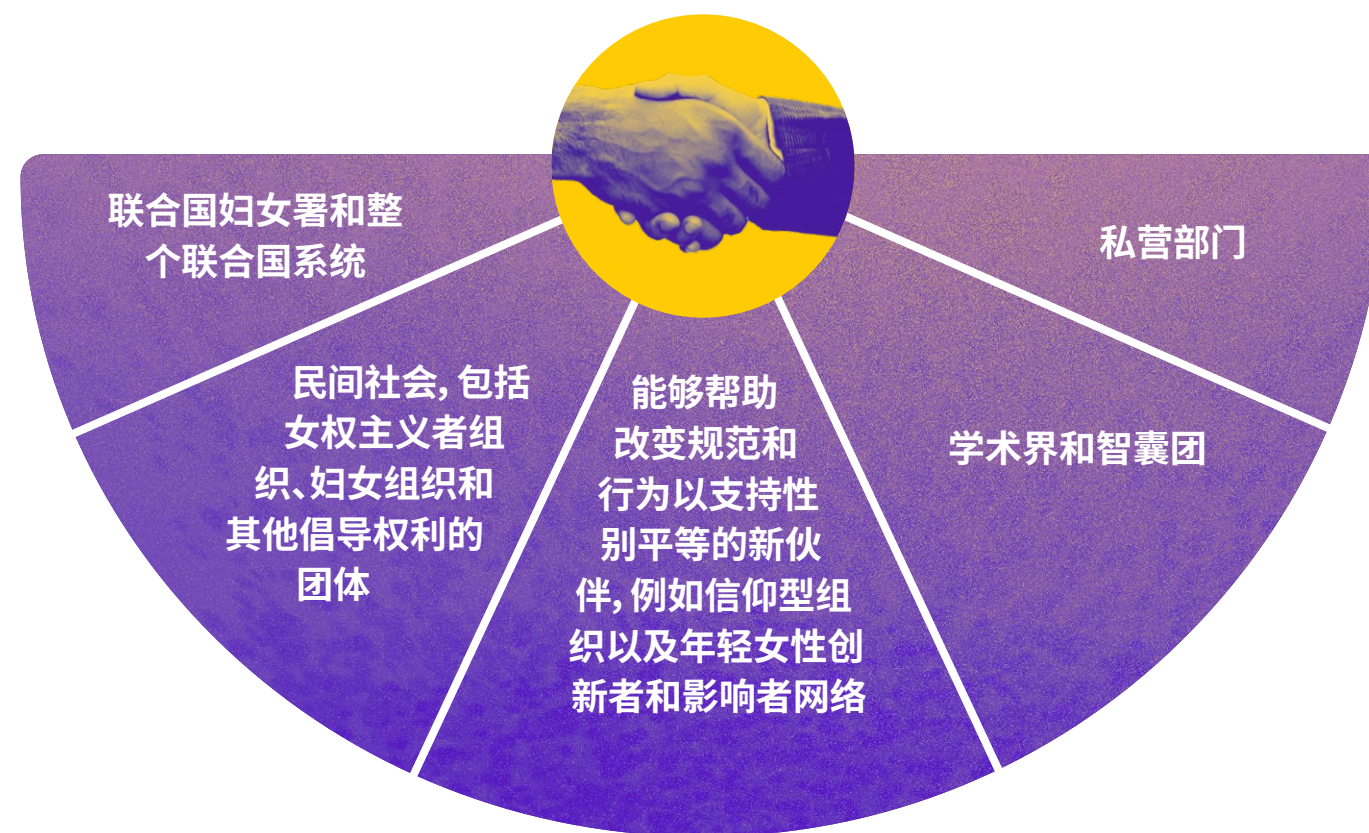 联合国妇女署和整
个联合国系统
民间社会，包括
女权主义者组
织、妇女组织和
其他倡导权利的
团体
能够帮助
改变规范和
行为以支持性
别平等的新伙
伴，例如信仰型组
织以及年轻女性创
新者和影响者网络
学术界和智囊团
私营部门